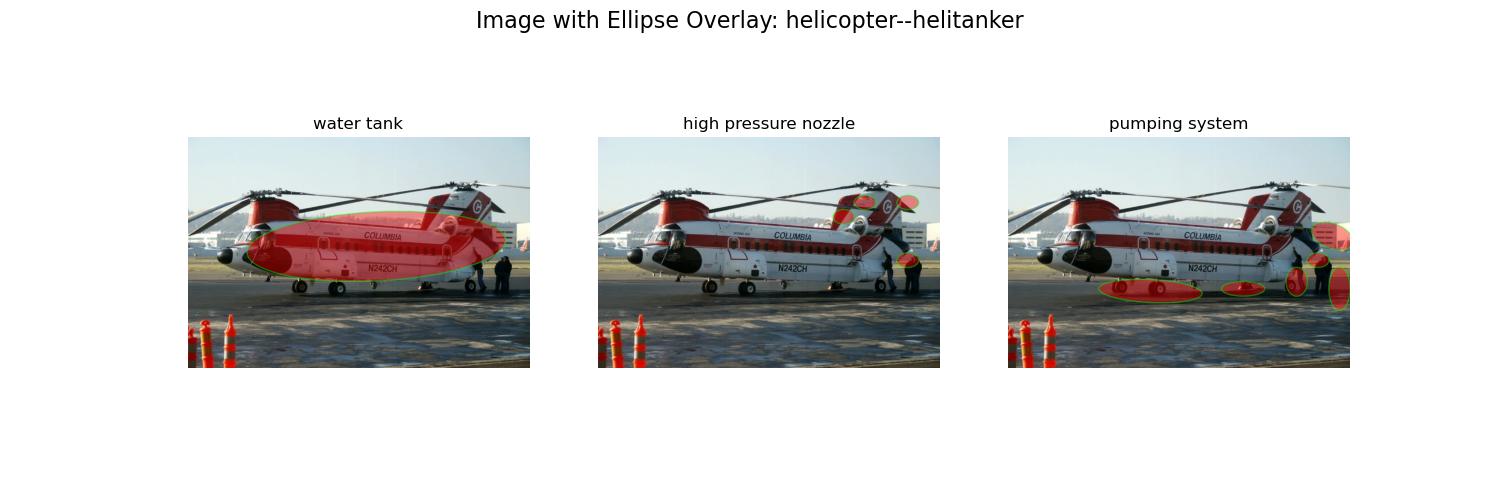 Image with Ellipse Overlay: helicopter--helitanker
water tank
high pressure nozzle
pumping system
C
COLUMBIA
N242CH
C
COLUMBIA
N242CH
C
COLUMBIA
N242CH